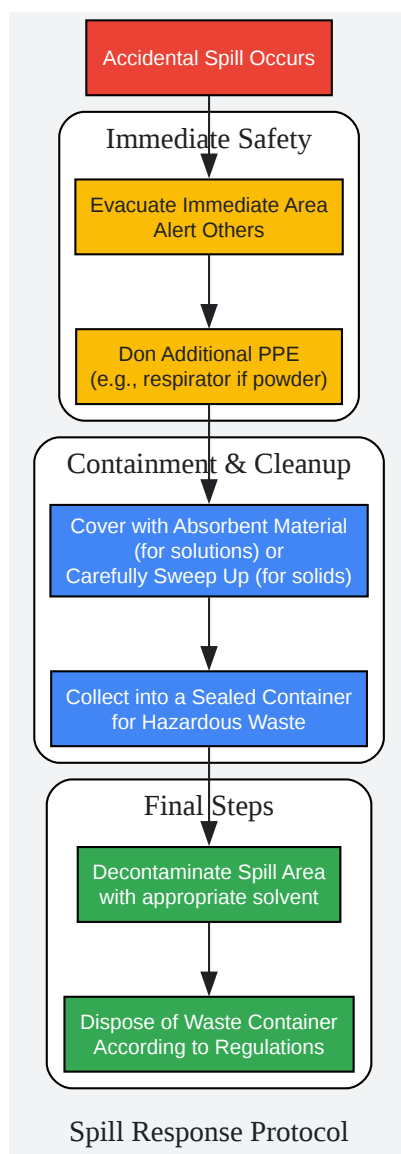 Accidental Spill Occurs
Immediate Safety
Evacuate Immediate Area
Alert Others
Don Additional PPE
(e.g., respirator if powder)
Containment & Cleanup
Cover with Absorbent Material
(for solutions) or
Carefully Sweep Up (for solids)
Collect into a Sealed Container
for Hazardous Waste
Final Steps
Decontaminate Spill Area
with appropriate solvent
Dispose of Waste Container
According to Regulations
Spill Response Protocol